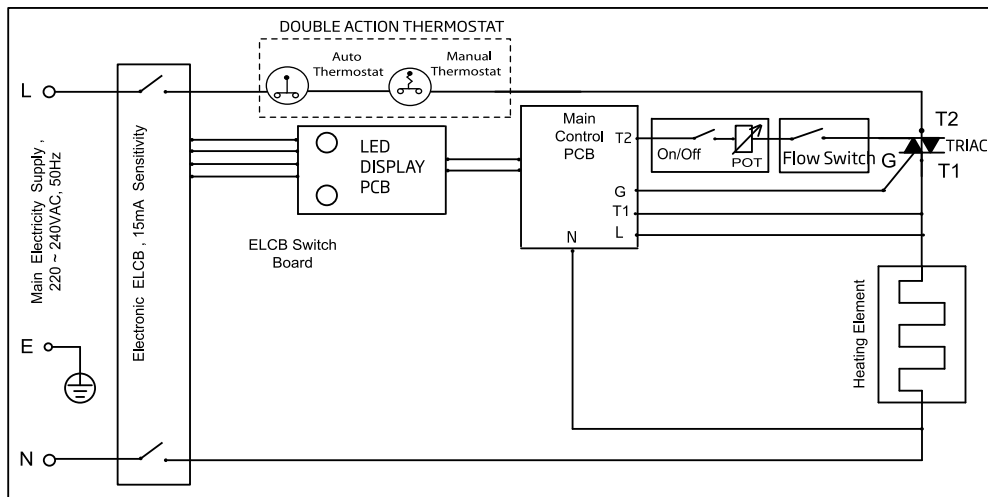 DOUBLE ACTION THERMOSTAT
Auto
Thermostat
Manual
Thermostat
L
Main Electricity Supply ,
220 ~ 240VAC, 50Hz
Electronic ELCB , 15mA Sensitivity
LED
DISPLAY
PCB
Main
Control
PCB
T2
On/Off
POT
Flow Switch
T2
TRIAC
G
T1
G
T1
L
N
ELCB Switch
Board
Heating Element
E
N